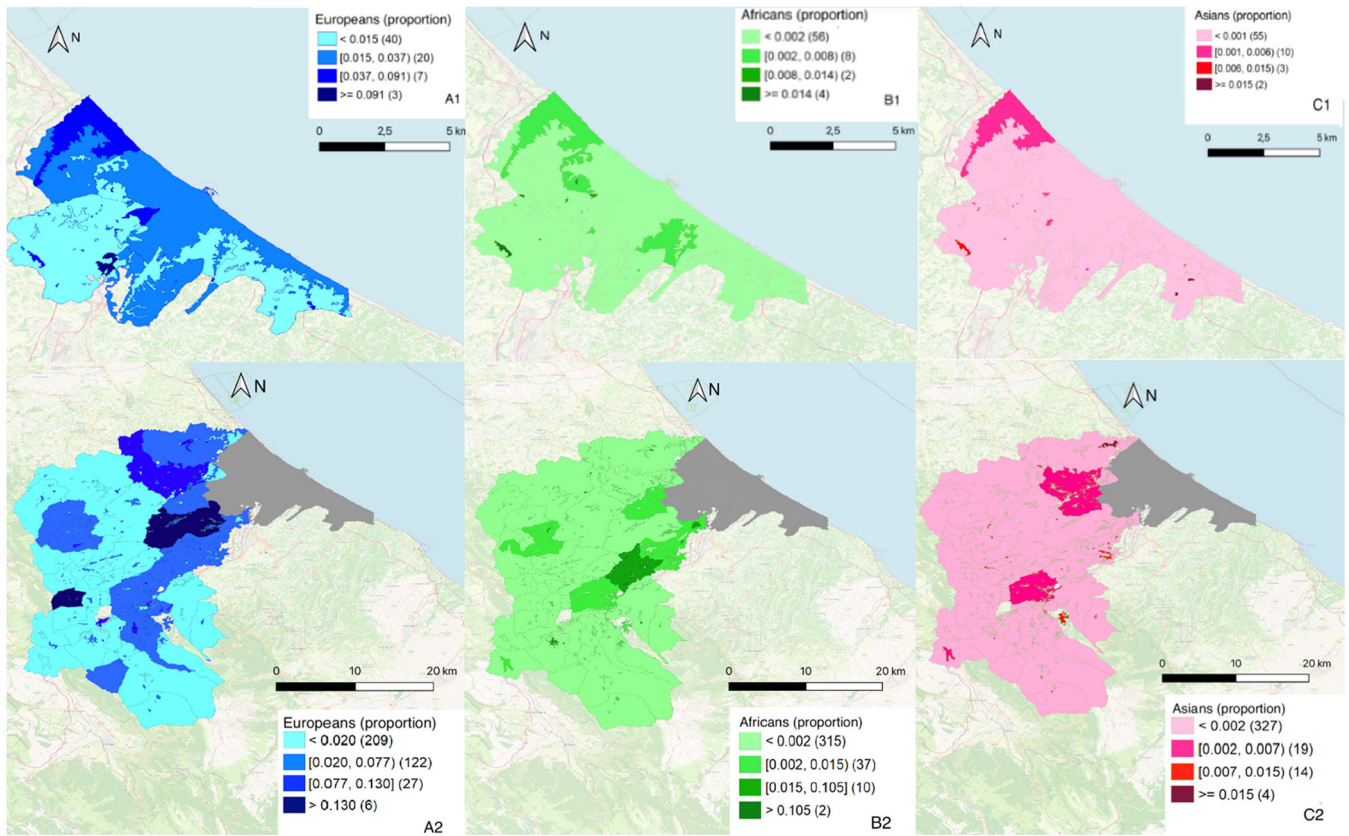 Europeans (proportion)
< 0.015 (40)
[0.015, 0.037) (20)
[0.037, 0.091) (7)
>= 0.091 (3)
A1
N
0 2,5 5 km
Africans (proportion)
< 0.002 (56)
[0.002, 0.008) (8)
[0.008, 0.014) (2)
>= 0.014 (4)
B1
N
0 2,5 5 km
Asians (proportion)
< 0.001 (55)
[0.001, 0.006) (10)
[0.006, 0.015) (3)
>= 0.015 (2)
C1
N
0 2,5 5 km
N
0 10 20 km
Europeans (proportion)
< 0.020 (209)
[0.020, 0.077) (122)
[0.077, 0.130] (27)
> 0.130 (6)
A2
N
0 10 20 km
Africans (proportion)
< 0.002 (315)
[0.002, 0.015) (37)
[0.015, 0.105] (10)
> 0.105 (2)
B2
N
0 10 20 km
Asians (proportion)
< 0.002 (327)
[0.002, 0.007) (19)
[0.007, 0.015) (14)
>= 0.015 (4)
C2